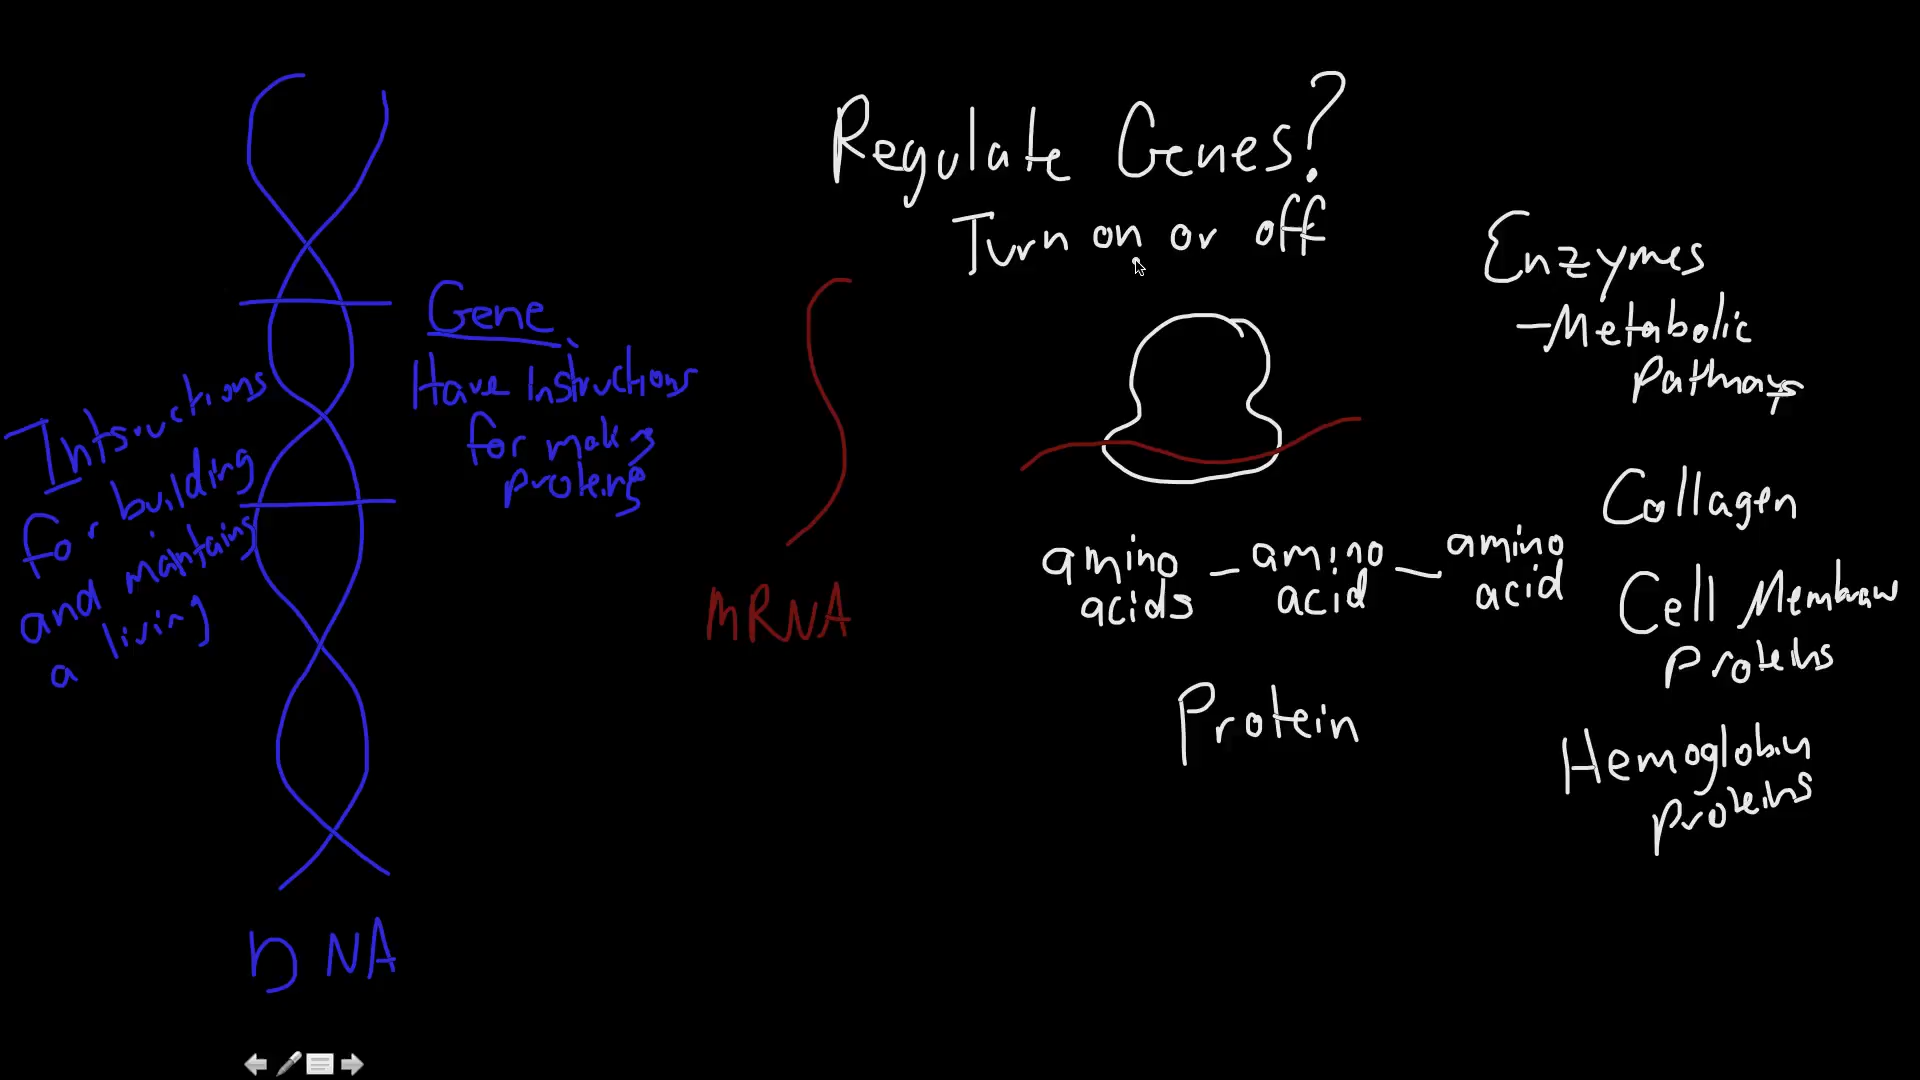 Regulate Genes?
Turn on or off
Intsructions
for building
and maintains
a living
Gene
Have Instructions
for making
proteins
DNA
mRNA
amino acids – amino acid – amino acid
Protein
Enzymes
– Metabolic
Pathways
Collagen
Cell Membrane
Proteins
Hemoglobin
Proteins